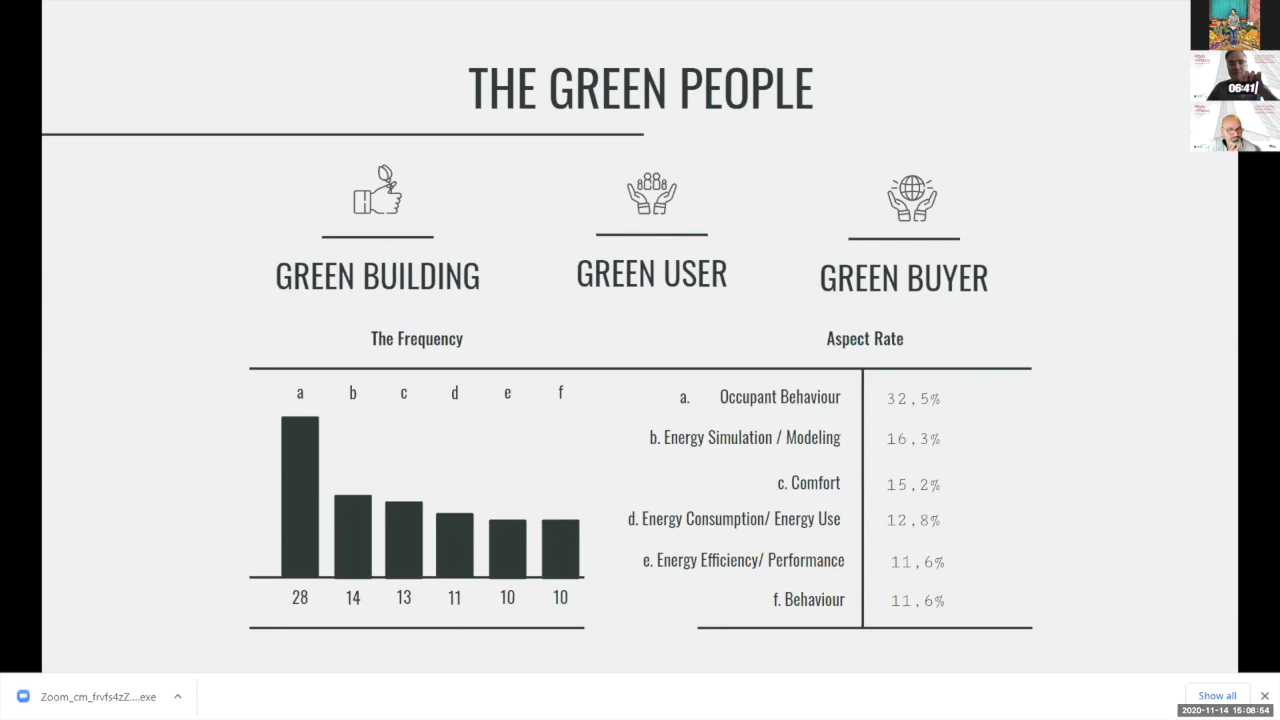 THE GREEN PEOPLE
06:41
GREEN BUILDING
GREEN USER
GREEN BUYER
The Frequency
Aspect Rate
a b c d e f
28 14 13 11 10 10
a. Occupant Behaviour 32,5%
b. Energy Simulation / Modeling 16,3%
c. Comfort 15,2%
d. Energy Consumption/ Energy Use 12,8%
e. Energy Efficiency/ Performance 11,6%
f. Behaviour 11,6%
Zoom_cm_frvfs4zZ....exe
Show all
2020-11-14 15:08:54